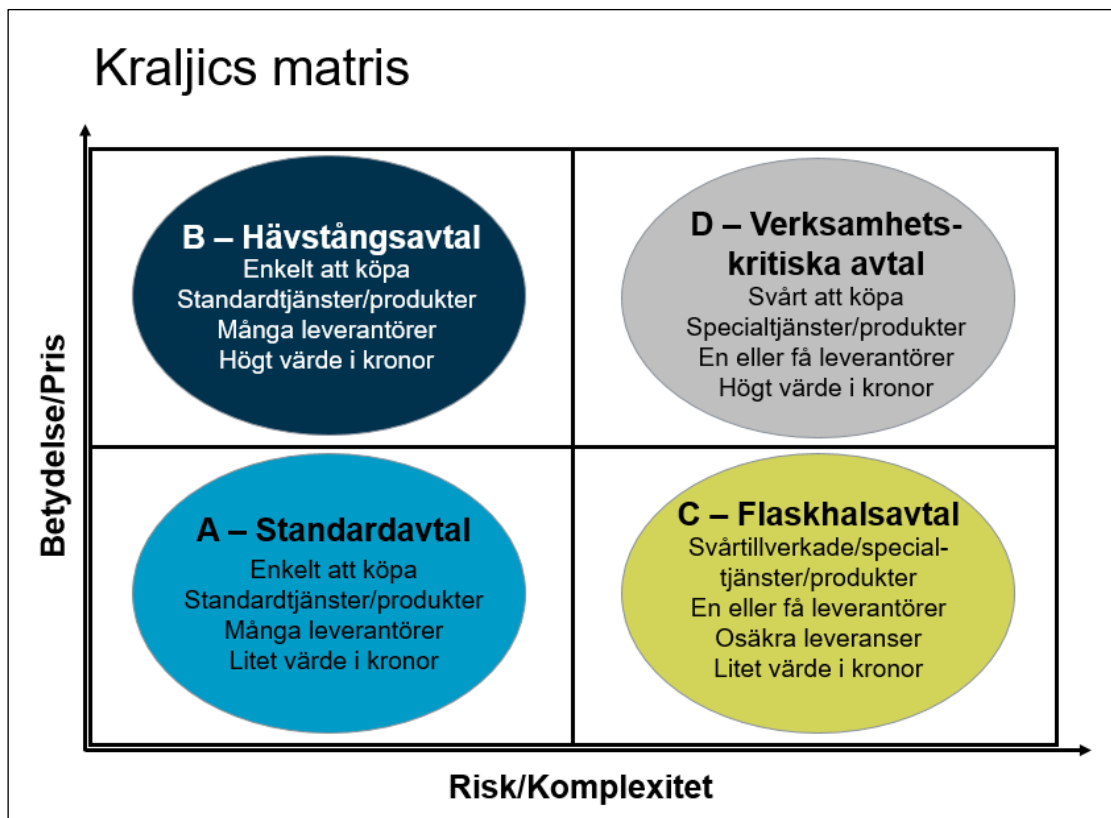 Kraljics matris
Betydelse/Pris
B – Hävstångsavtal
Enkelt att köpa
Standardtjänster/produkter
Många leverantörer
Högt värde i kronor
D – Verksamhets-
kritiska avtal
Svårt att köpa
Specialtjänster/produkter
En eller få leverantörer
Högt värde i kronor
A – Standardavtal
Enkelt att köpa
Standardtjänster/produkter
Många leverantörer
Litet värde i kronor
C – Flaskhalsavtal
Svårtillverkade/special-
tjänster/produkter
En eller få leverantörer
Osäkra leveranser
Litet värde i kronor
Risk/Komplexitet